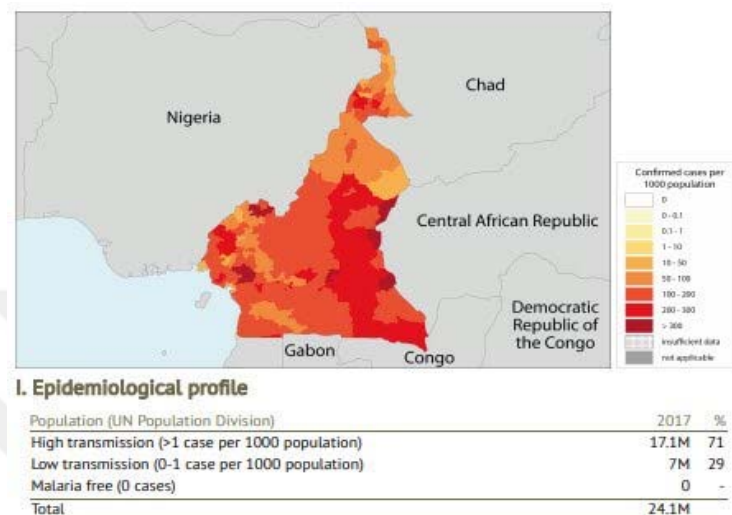 Chad
Nigeria
Central African Republic
Democratic
Republic of
the Congo
Gabon
Congo
Confirmed cases per
1000 population
0
0-0.1
0.1-1
1-10
10-50
50-100
100-200
200-300
> 300
insufficient data
not applicable
I. Epidemiological profile
Population (UN Population Division) 2017 %
High transmission (>1 case per 1000 population) 17.1M 71
Low transmission (0-1 case per 1000 population) 7M 29
Malaria free (0 cases) 0 -
Total 24.1M